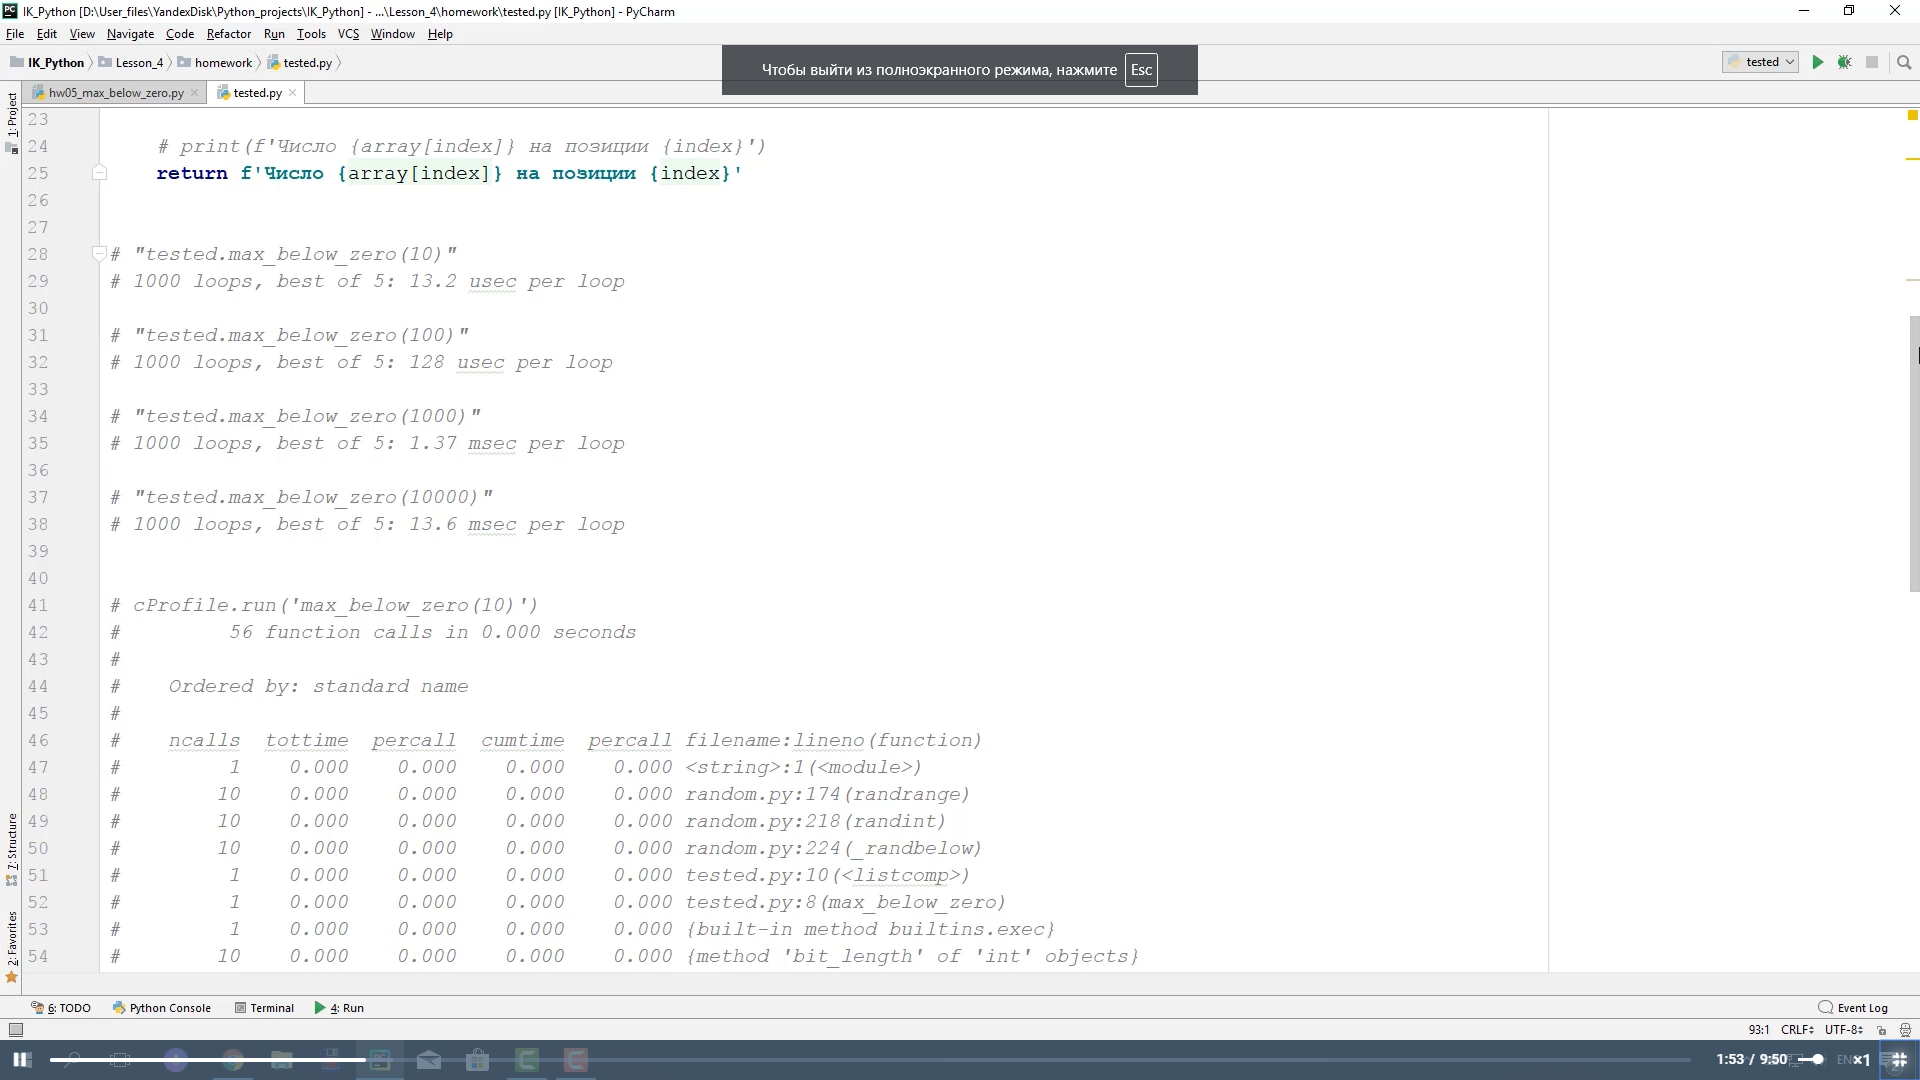 IK_Python [D:\User_files\YandexDisk\Python_projects\IK_Python] - ...\Lesson_4\homework\tested.py [IK_Python] - PyCharm
File Edit View Navigate Code Refactor Run Tools VCS Window Help
IK_Python Lesson_4 homework tested.py
Чтобы выйти из полноэкранного режима, нажмите Esc
tested
hw05_max_below_zero.py tested.py
1: Project
7: Structure
2: Favorites
23
24 # print(f'Число {array[index]} на позиции {index}')
25 return f'Число {array[index]} на позиции {index}'
26
27
28 # "tested.max_below_zero(10)"
29 # 1000 loops, best of 5: 13.2 usec per loop
30
31 # "tested.max_below_zero(100)"
32 # 1000 loops, best of 5: 128 usec per loop
33
34 # "tested.max_below_zero(1000)"
35 # 1000 loops, best of 5: 1.37 msec per loop
36
37 # "tested.max_below_zero(10000)"
38 # 1000 loops, best of 5: 13.6 msec per loop
39
40
41 # cProfile.run('max_below_zero(10)')
42 # 56 function calls in 0.000 seconds
43 #
44 # Ordered by: standard name
45 #
46 # ncalls tottime percall cumtime percall filename:lineno(function)
47 # 1 0.000 0.000 0.000 0.000 <string>:1(<module>)
48 # 10 0.000 0.000 0.000 0.000 random.py:174(randrange)
49 # 10 0.000 0.000 0.000 0.000 random.py:218(randint)
50 # 10 0.000 0.000 0.000 0.000 random.py:224(_randbelow)
51 # 1 0.000 0.000 0.000 0.000 tested.py:10(<listcomp>)
52 # 1 0.000 0.000 0.000 0.000 tested.py:8(max_below_zero)
53 # 1 0.000 0.000 0.000 0.000 {built-in method builtins.exec}
54 # 10 0.000 0.000 0.000 0.000 {method 'bit_length' of 'int' objects}
6: TODO Python Console Terminal 4: Run Event Log
93:1 CRLF UTF-8
1:53 / 9:50 ×1